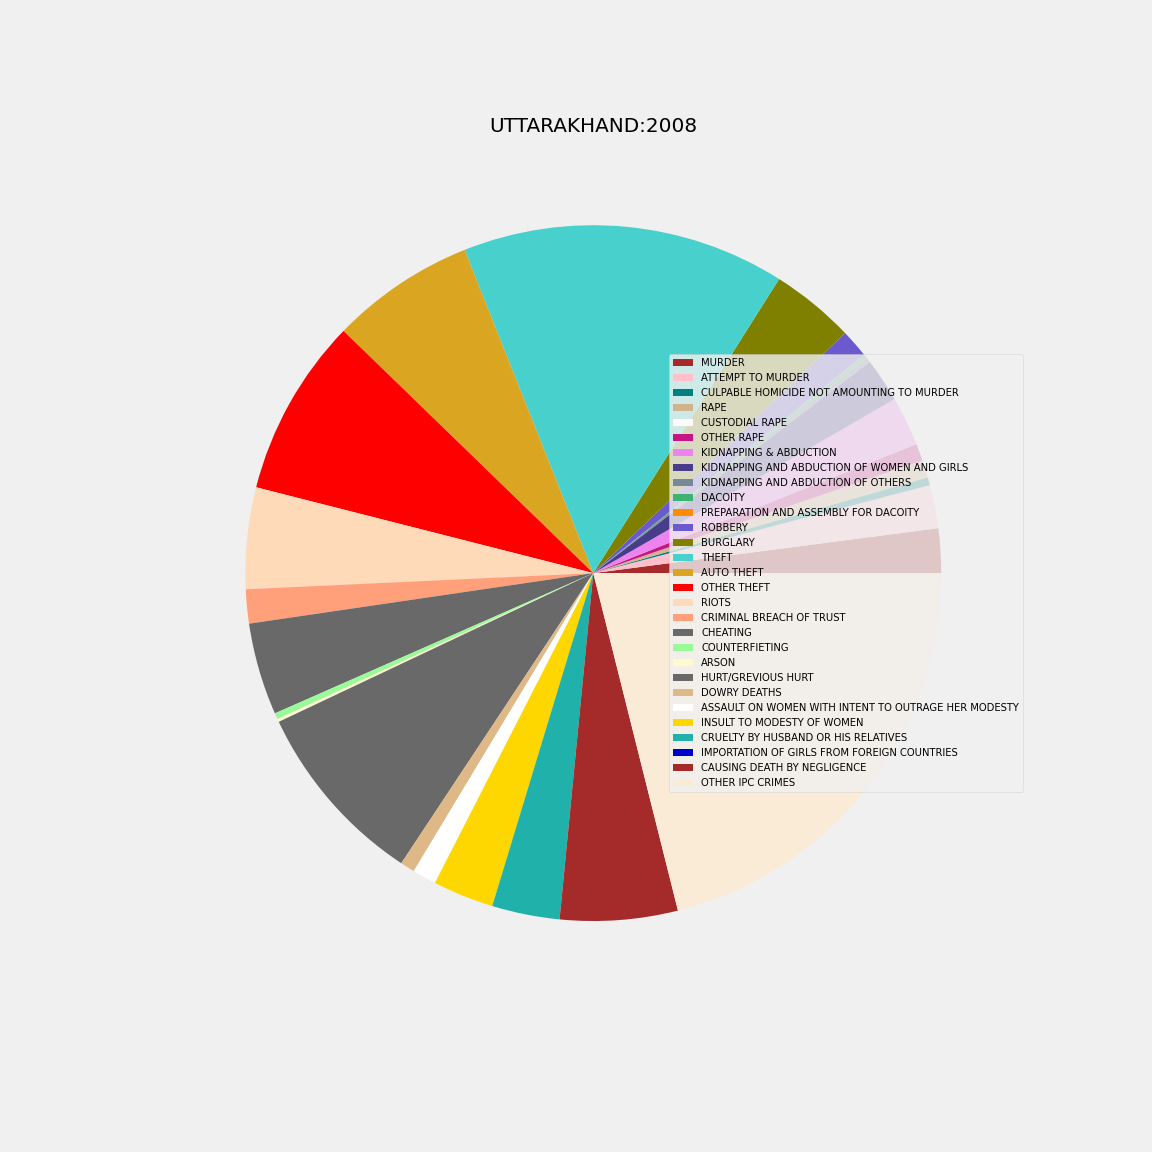 UTTARAKHAND:2008
MURDER
ATTEMPT TO MURDER
CULPABLE HOMICIDE NOT AMOUNTING TO MURDER
RAPE
CUSTODIAL RAPE
OTHER RAPE
KIDNAPPING & ABDUCTION
KIDNAPPING AND ABDUCTION OF WOMEN AND GIRLS
KIDNAPPING AND ABDUCTION OF OTHERS
DACOITY
PREPARATION AND ASSEMBLY FOR DACOITY
ROBBERY
BURGLARY
THEFT
AUTO THEFT
OTHER THEFT
RIOTS
CRIMINAL BREACH OF TRUST
CHEATING
COUNTERFIETING
ARSON
HURT/GREVIOUS HURT
DOWRY DEATHS
ASSAULT ON WOMEN WITH INTENT TO OUTRAGE HER MODESTY
INSULT TO MODESTY OF WOMEN
CRUELTY BY HUSBAND OR HIS RELATIVES
IMPORTATION OF GIRLS FROM FOREIGN COUNTRIES
CAUSING DEATH BY NEGLIGENCE
OTHER IPC CRIMES